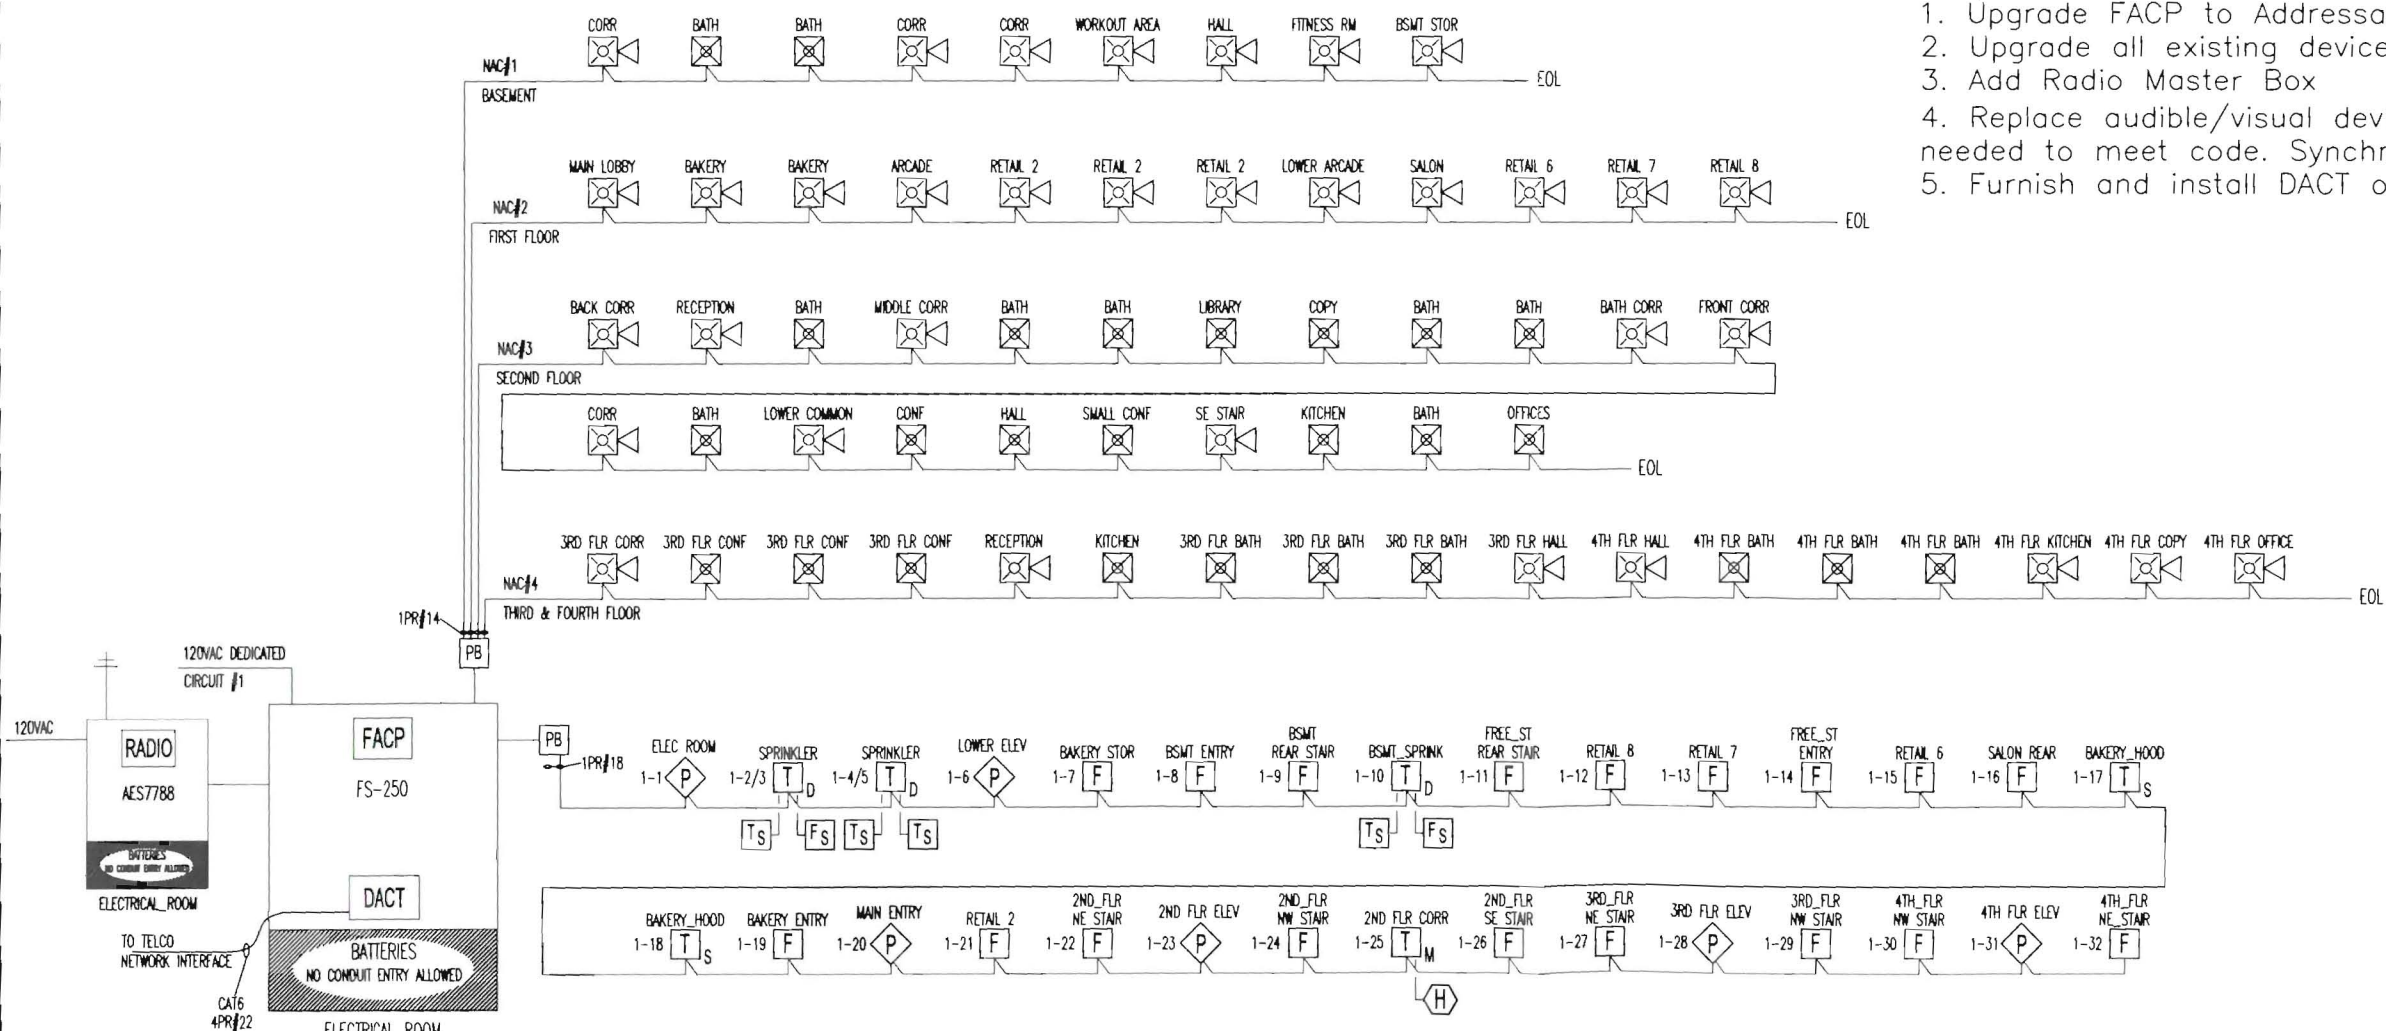 1. Upgrade FACP to Addressa
2. Upgrade all existing device
3. Add Radio Master Box
4. Replace audible/visual dev
needed to meet code. Synchr
5. Furnish and install DACT o
CORR BATH BATH CORR CORR WORKOUT AREA HALL FITNESS RM BSMT STOR
NAC#1
EOL
BASEMENT
MAIN LOBBY BAKERY BAKERY ARCADE RETAIL 2 RETAIL 2 RETAIL 2 LOWER ARCADE SALON RETAIL 6 RETAIL 7 RETAIL 8
NAC#2
EOL
FIRST FLOOR
BACK CORR RECEPTION BATH MIDDLE CORR BATH BATH LIBRARY COPY BATH BATH BATH CORR FRONT CORR
NAC#3
SECOND FLOOR
CORR BATH LOWER COMMON CONF HALL SMALL CONF SE STAIR KITCHEN BATH OFFICES
EOL
3RD FLR CORR 3RD FLR CONF 3RD FLR CONF 3RD FLR CONF RECEPTION KITCHEN 3RD FLR BATH 3RD FLR BATH 3RD FLR BATH 3RD FLR HALL 4TH FLR HALL 4TH FLR BATH 4TH FLR BATH 4TH FLR BATH 4TH FLR KITCHEN 4TH FLR COPY 4TH FLR OFFICE
NAC#4
EOL
THIRD & FOURTH FLOOR
1PR#14
PB
120VAC DEDICATED
CIRCUIT #1
120VAC
RADIO
AES7788
BATTERIES
NO CONDUIT ENTRY ALLOWED
ELECTRICAL_ROOM
FACP
FS-250
DACT
BATTERIES
NO CONDUIT ENTRY ALLOWED
ELECTRICAL_ROOM
TO TELCO
NETWORK INTERFACE
CAT6
4PR#22
PB
1PR#18
ELEC ROOM
1-1 P
SPRINKLER
1-2/3 T D
TS FS
SPRINKLER
1-4/5 T D
TS TS
LOWER ELEV
1-6 P
BAKERY STOR
1-7 F
BSMT ENTRY
1-8 F
BSMT
REAR STAIR
1-9 F
BSMT_SPRINK
1-10 T D
TS FS
FREE_ST
REAR STAIR
1-11 F
RETAIL 8
1-12 F
RETAIL 7
1-13 F
FREE_ST
ENTRY
1-14 F
RETAIL 6
1-15 F
SALON REAR
1-16 F
BAKERY_HOOD
1-17 T S
BAKERY_HOOD
1-18 T S
BAKERY ENTRY
1-19 F
MAIN ENTRY
1-20 P
RETAIL 2
1-21 F
2ND_FLR
NE STAIR
1-22 F
2ND FLR ELEV
1-23 P
2ND_FLR
NW STAIR
1-24 F
2ND FLR CORR
1-25 T M
H
2ND_FLR
SE STAIR
1-26 F
3RD_FLR
NE STAIR
1-27 F
3RD FLR ELEV
1-28 P
3RD_FLR
NW STAIR
1-29 F
4TH_FLR
NW STAIR
1-30 F
4TH FLR ELEV
1-31 P
4TH_FLR
NE_STAIR
1-32 F